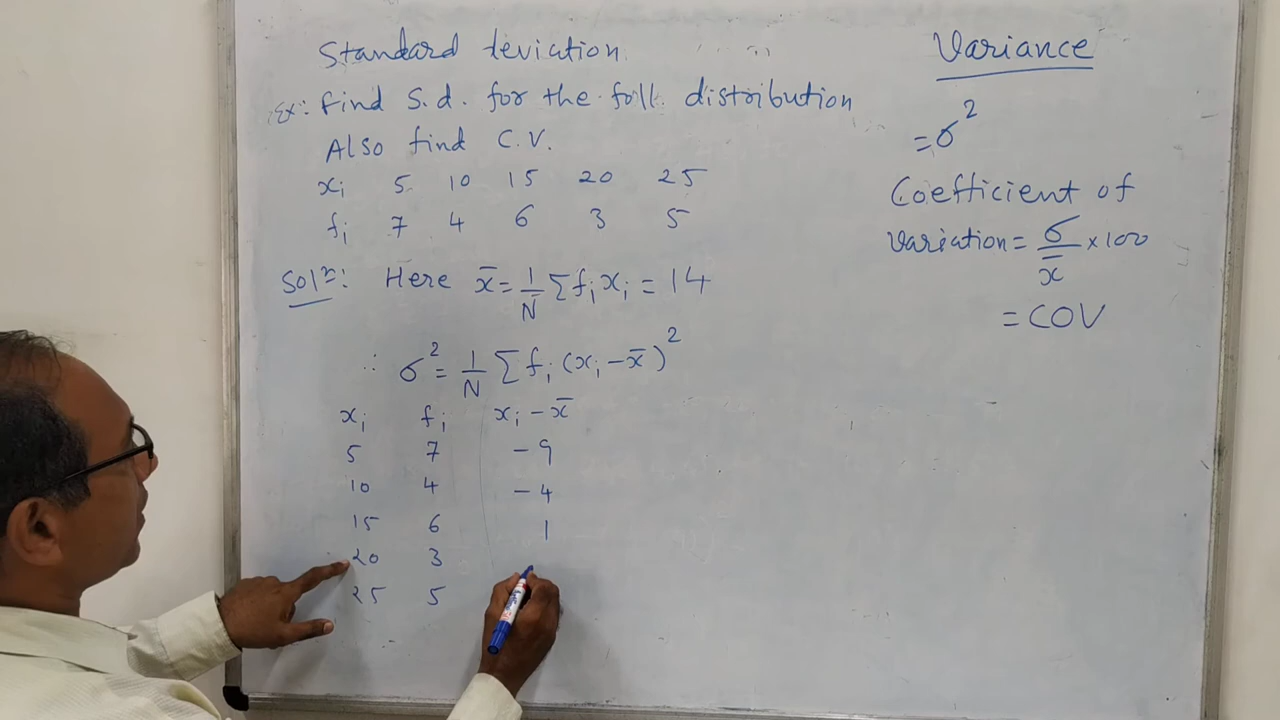 Standard deviation
Ex: Find S.d. for the foll. distribution
Also find C.V.
xᵢ 5 10 15 20 25
fᵢ 7 4 6 3 5
Solⁿ: Here x̄ = 1/N Σfᵢxᵢ = 14
∴ σ² = 1/N Σ fᵢ (xᵢ - x̄)²
xᵢ fᵢ xᵢ - x̄
5 7 -9
10 4 -4
15 6 1
20 3
25 5
Variance
= σ²
Coefficient of
Variation = σ/x̄ × 100
= COV